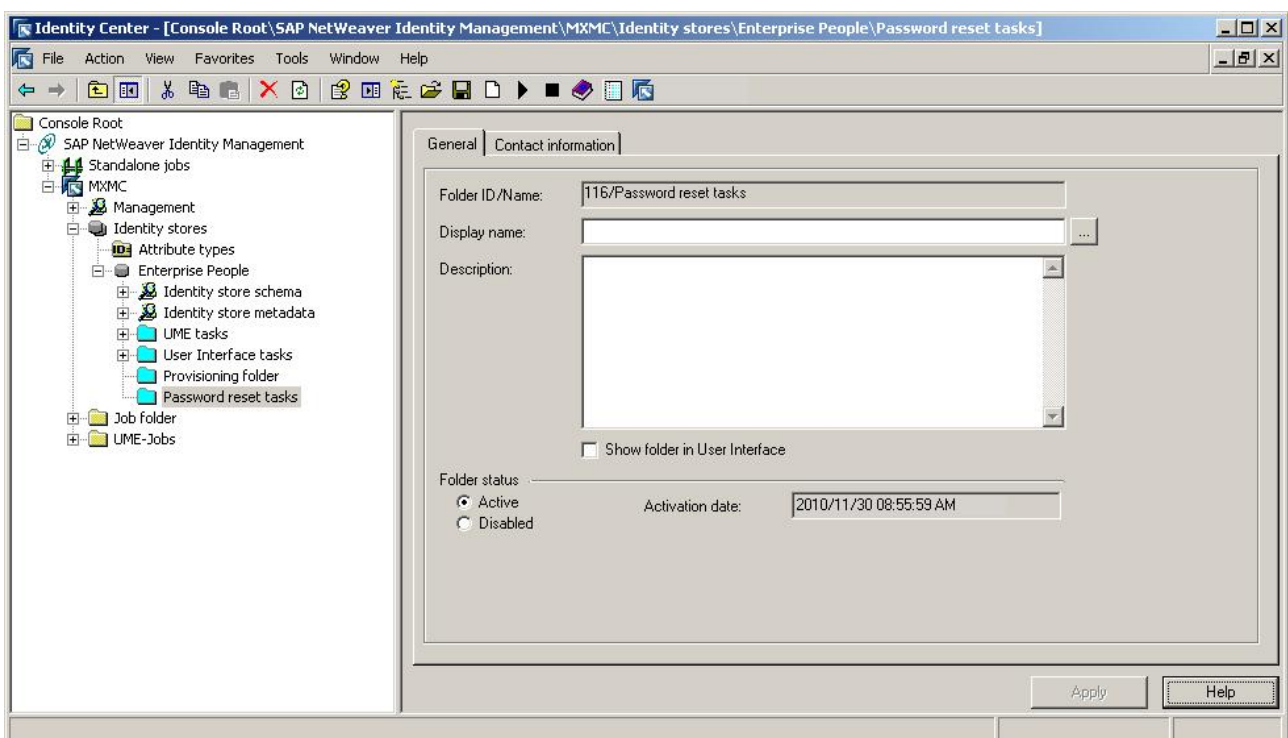 Identity Center - [Console Root\SAP NetWeaver Identity Management\MXMC\Identity stores\Enterprise People\Password reset tasks]
File Action View Favorites Tools Window Help
Console Root
SAP NetWeaver Identity Management
Standalone jobs
MXMC
Management
Identity stores
Attribute types
Enterprise People
Identity store schema
Identity store metadata
UME tasks
User Interface tasks
Provisioning folder
Password reset tasks
Job folder
UME-Jobs
General Contact information
Folder ID/Name: 116/Password reset tasks
Display name: ...
Description:
Show folder in User Interface
Folder status
Active Activation date: 2010/11/30 08:55:59 AM
Disabled
Apply Help